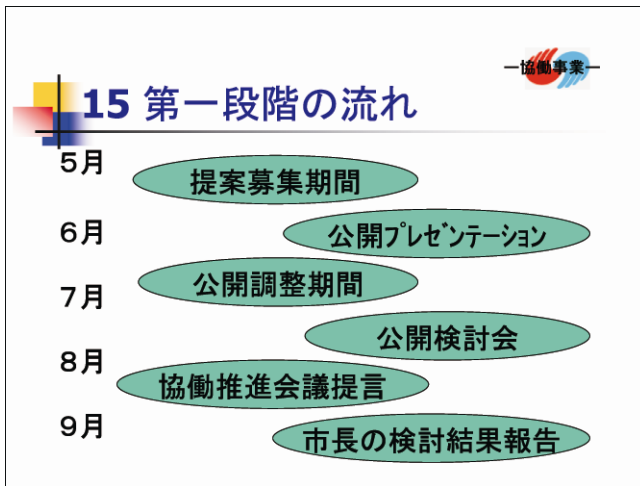 ―協働事業―
15 第一段階の流れ
5月
提案募集期間
6月
公開プレゼンテーション
公開調整期間
7月
公開検討会
8月
協働推進会議提言
9月
市長の検討結果報告